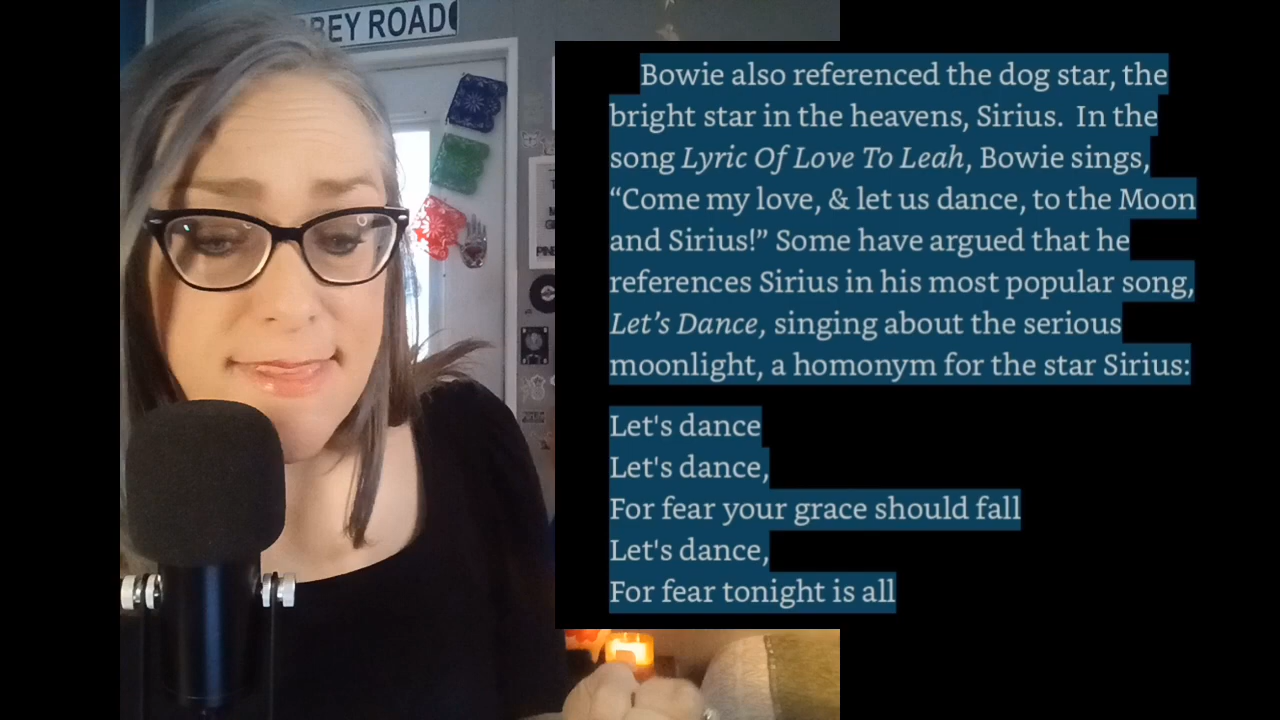 BEY ROAD
Bowie also referenced the dog star, the
bright star in the heavens, Sirius.  In the
song Lyric Of Love To Leah, Bowie sings,
“Come my love, & let us dance, to the Moon
and Sirius!” Some have argued that he
references Sirius in his most popular song,
Let’s Dance, singing about the serious
moonlight, a homonym for the star Sirius:
Let's dance
Let's dance,
For fear your grace should fall
Let's dance,
For fear tonight is all